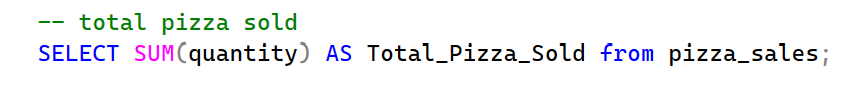 -- total pizza sold
SELECT SUM(quantity) AS Total_Pizza_Sold from pizza_sales;